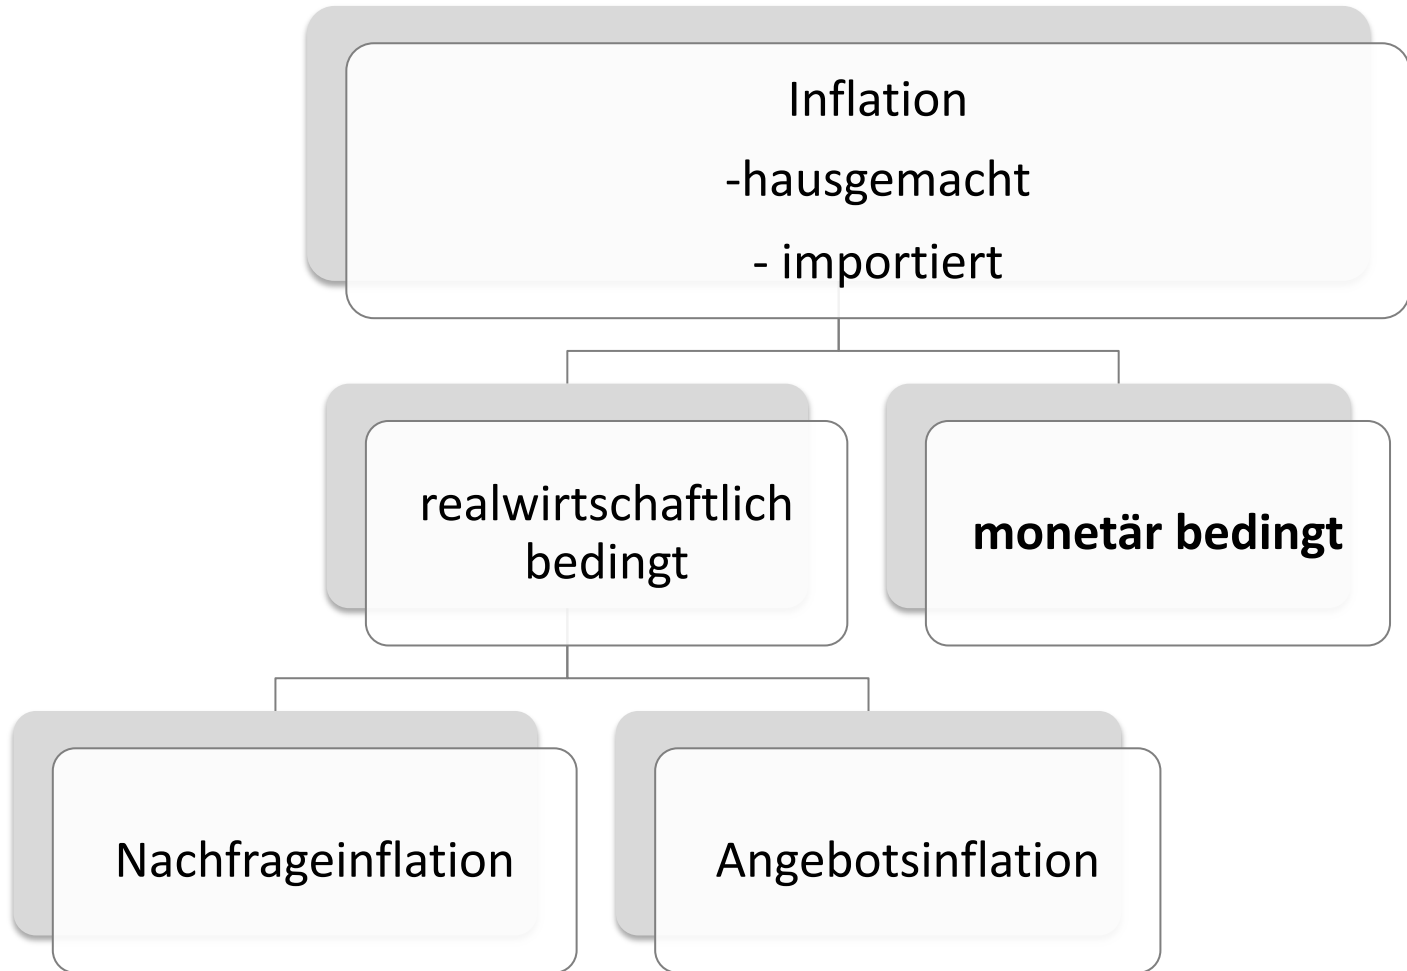 Inflation
-hausgemacht
- importiert
realwirtschaftlich
bedingt
monetär bedingt
Nachfrageinflation
Angebotsinflation